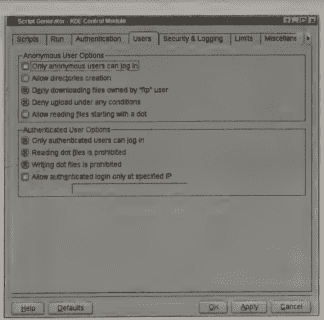 Script Generator - KDE Control Module
Scripts Run Authentication Users Security & Logging Limits Miscellane
Anonymous User Options
Only anonymous users can log in
Allow directories creation
Deny downloading files owned by "ftp" user
Deny upload under any conditions
Allow reading files starting with a dot
Authenticated User Options
Only authenticated users can log in
Reading dot files is prohibited
Writing dot files is prohibited
Allow authenticated login only at specified IP
Help Defaults OK Apply Cancel